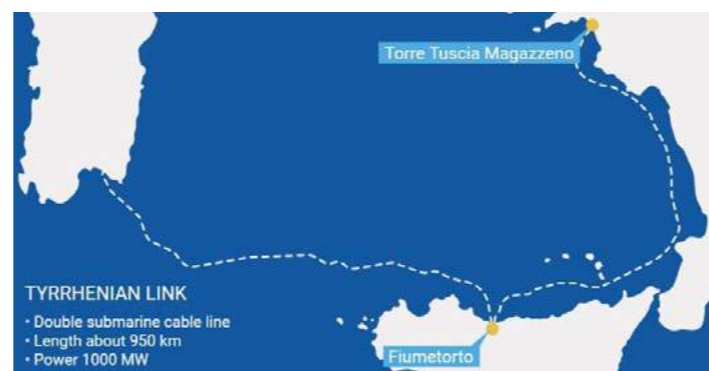 Torre Tuscia Magazzeno
TYRRHENIAN LINK
• Double submarine cable line
• Length about 950 km
• Power 1000 MW
Fiumetorto